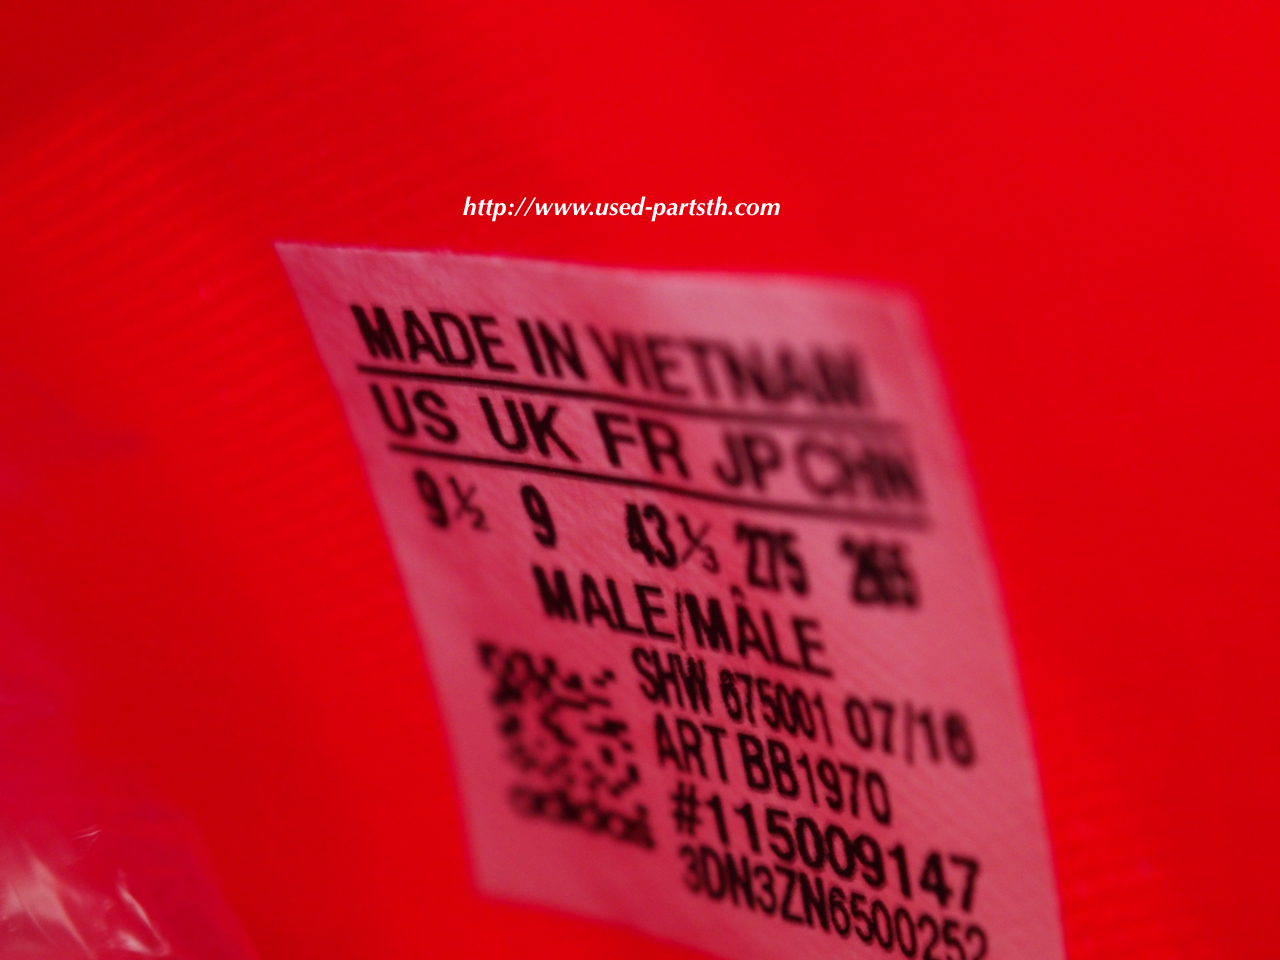 http://www.used-partsth.com
MADE IN VIETNAM
US UK FR JP CHN
9½ 9 43⅓ 275 265
MALE/MÂLE
SHW 675001 07/16
ART BB1970
#115009147
adidas
3DN3ZN6500252